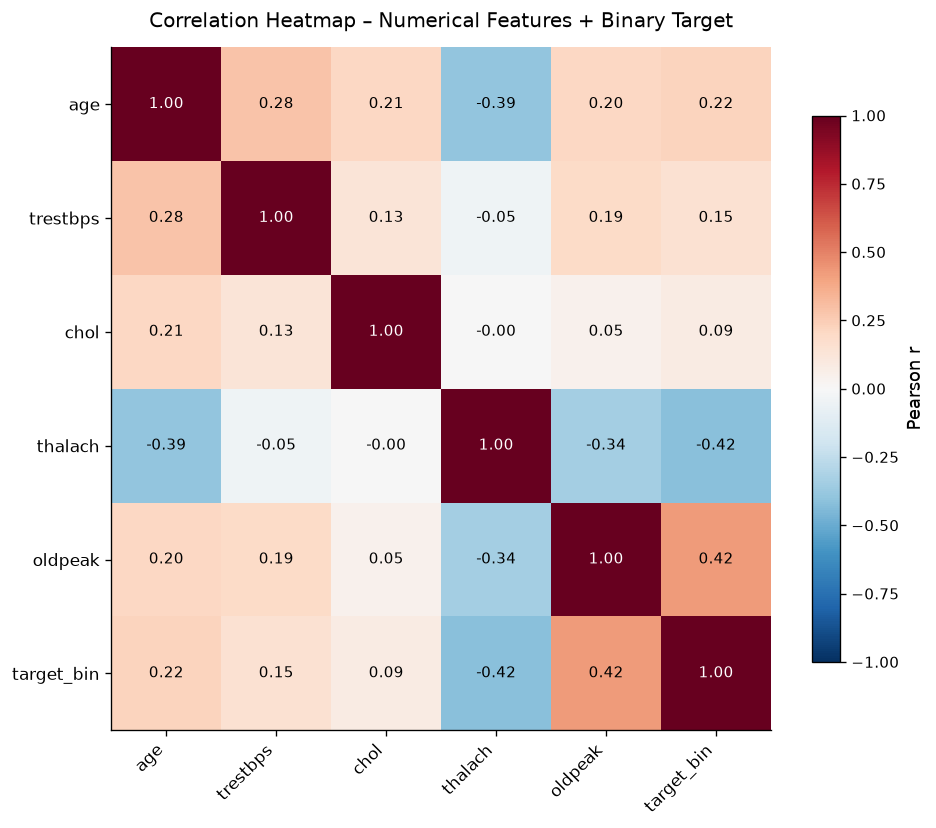 Correlation Heatmap – Numerical Features + Binary Target
age 1.00 0.28 0.21 -0.39 0.20 0.22
trestbps 0.28 1.00 0.13 -0.05 0.19 0.15
chol 0.21 0.13 1.00 -0.00 0.05 0.09
thalach -0.39 -0.05 -0.00 1.00 -0.34 -0.42
oldpeak 0.20 0.19 0.05 -0.34 1.00 0.42
target_bin 0.22 0.15 0.09 -0.42 0.42 1.00
age trestbps chol thalach oldpeak target_bin
1.00
0.75
0.50
0.25
0.00
−0.25
−0.50
−0.75
−1.00
Pearson r